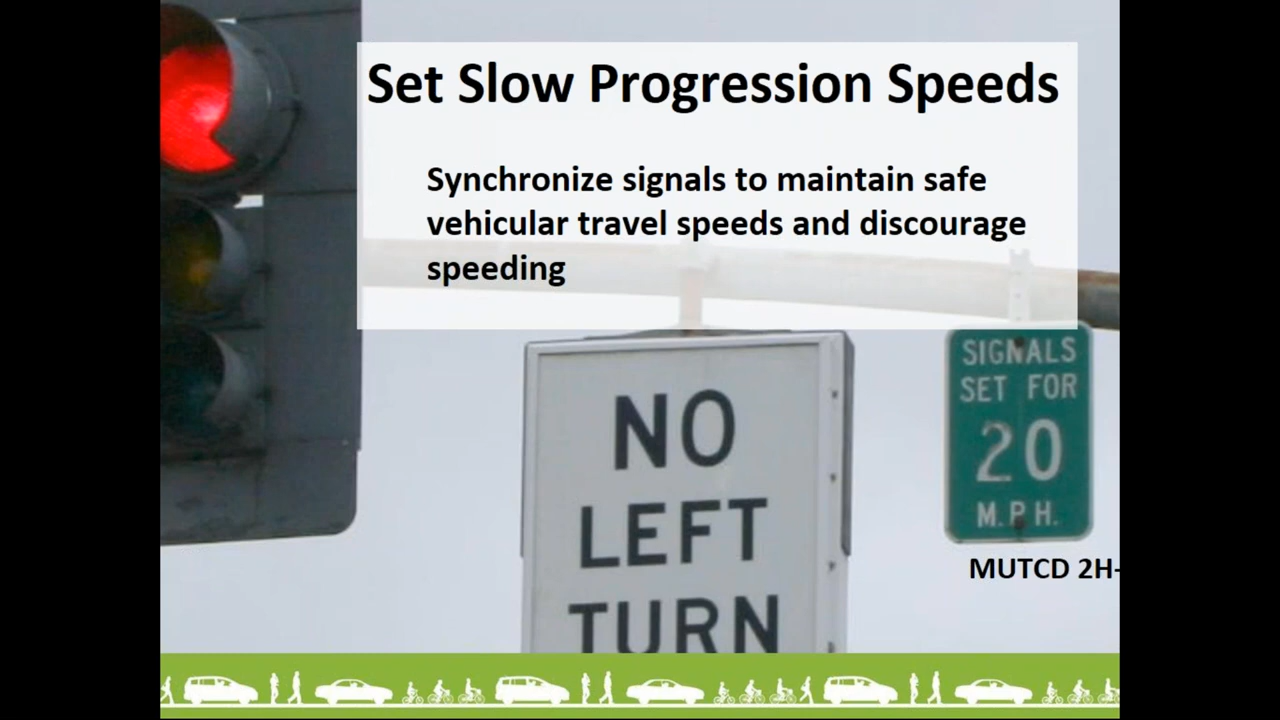 Set Slow Progression Speeds
Synchronize signals to maintain safe
vehicular travel speeds and discourage
speeding
SIGNALS
SET FOR
20
M.P.H.
NO
LEFT
TURN
MUTCD 2H-